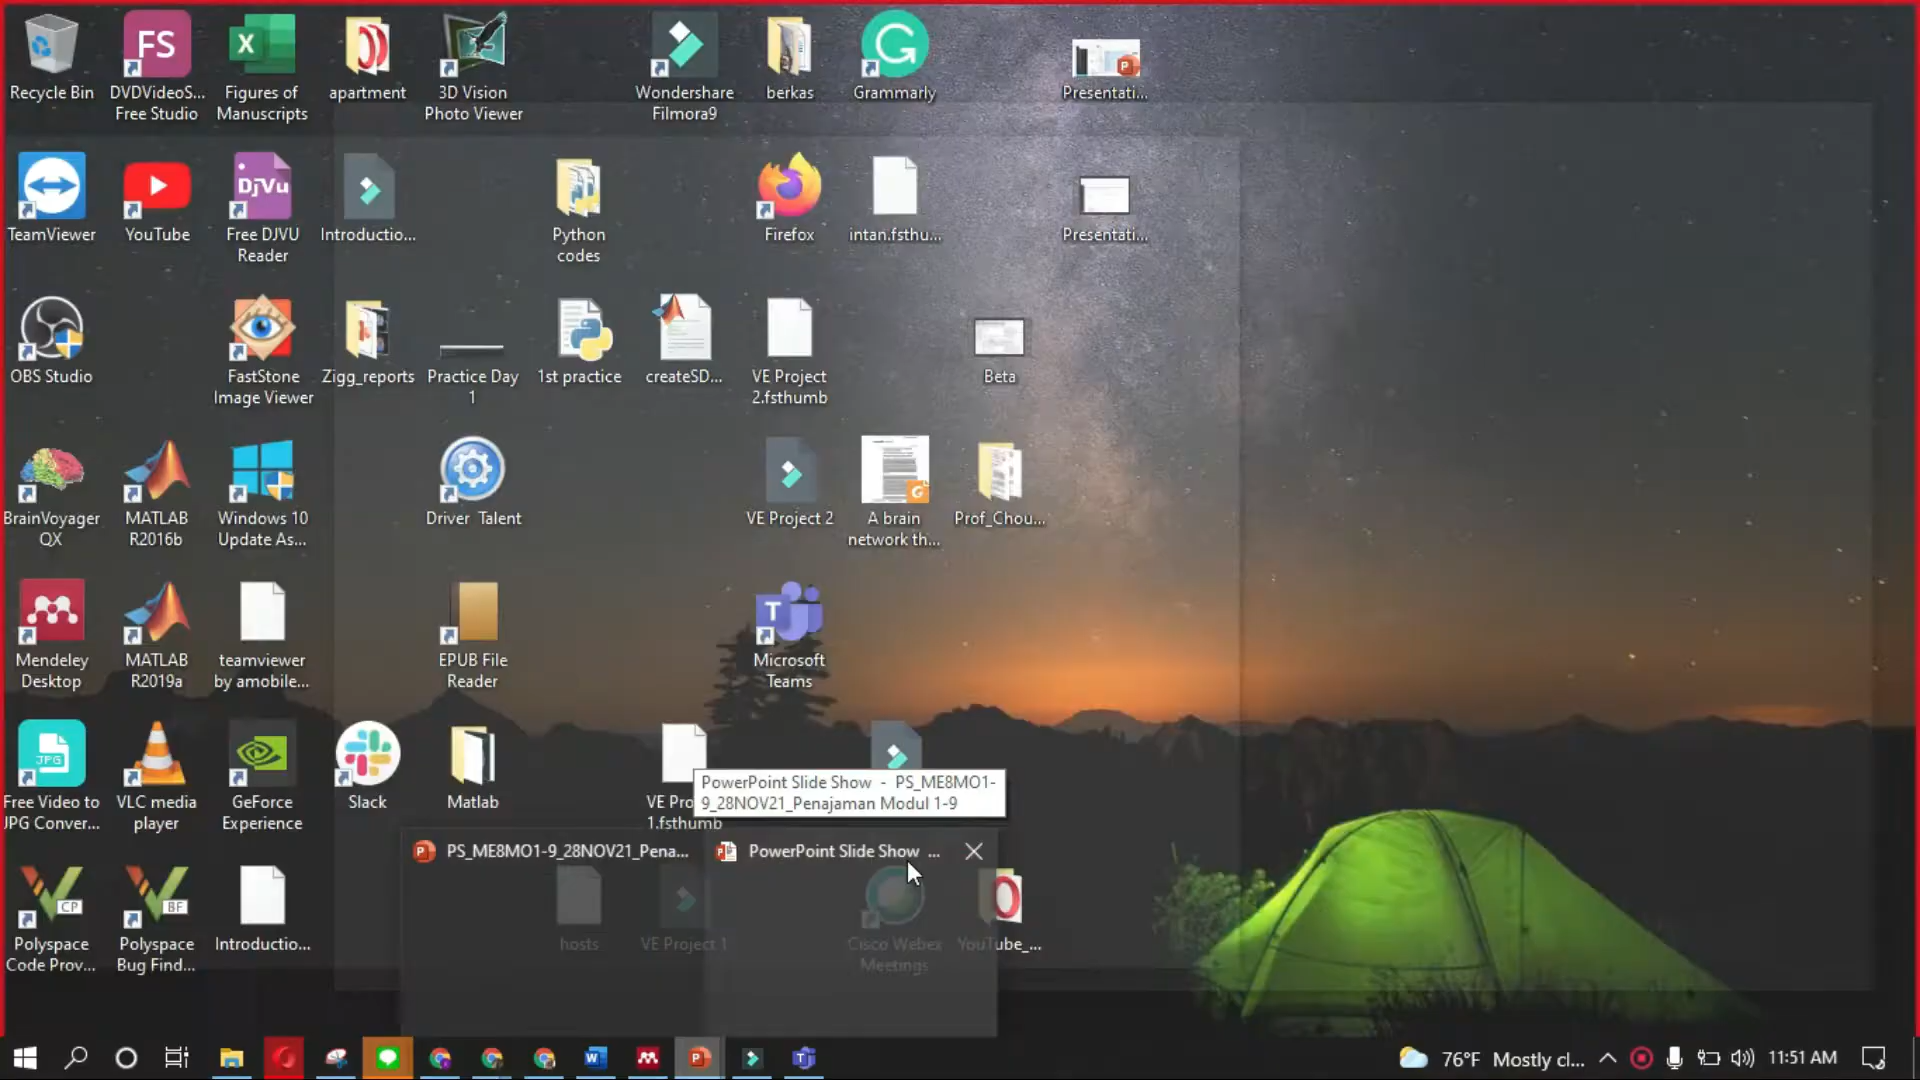 Recycle Bin
DVDVideoS...
Free Studio
Figures of
Manuscripts
apartment
3D Vision
Photo Viewer
Wondershare
Filmora9
berkas
Grammarly
Presentati...
TeamViewer
YouTube
Free DJVU
Reader
Introductio...
Python
codes
Firefox
intan.fsthu...
Presentati...
OBS Studio
FastStone
Image Viewer
Zigg_reports
Practice Day
1
1st practice
createSD...
VE Project
2.fsthumb
Beta
BrainVoyager
QX
MATLAB
R2016b
Windows 10
Update As...
Driver Talent
VE Project 2
A brain
network th...
Prof_Chou...
Mendeley
Desktop
MATLAB
R2019a
teamviewer
by amobile...
EPUB File
Reader
Microsoft
Teams
Free Video to
JPG Conver...
VLC media
player
GeForce
Experience
Slack
Matlab
VE Pro
1.fsthumb
PowerPoint Slide Show - PS_ME8MO1-
9_28NOV21_Penajaman Modul 1-9
PS_ME8MO1-9_28NOV21_Pena...
PowerPoint Slide Show ...
Polyspace
Code Prov...
Polyspace
Bug Find...
Introductio...
hosts
VE Project 1
Cisco Webex
Meetings
YouTube_...
76°F Mostly cl...
11:51 AM